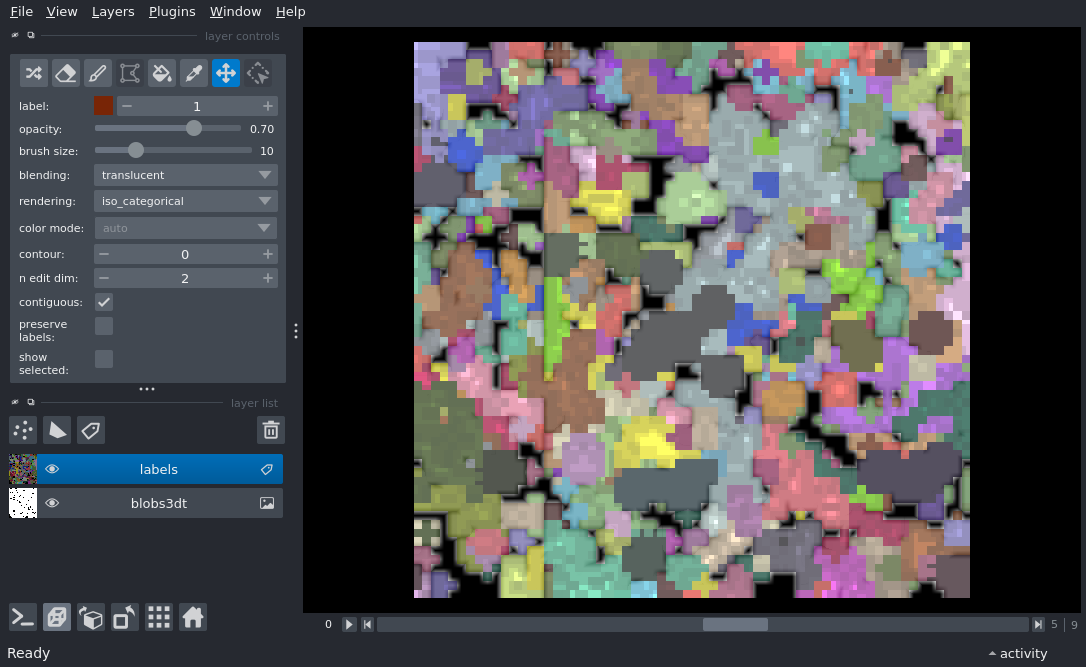 File View Layers Plugins Window Help
layer controls
label: 1
opacity: 0.70
brush size: 10
blending: translucent
rendering: iso_categorical
color mode: auto
contour: 0
n edit dim: 2
contiguous:
preserve
labels:
show
selected:
layer list
labels
blobs3dt
0 5 | 9
Ready activity